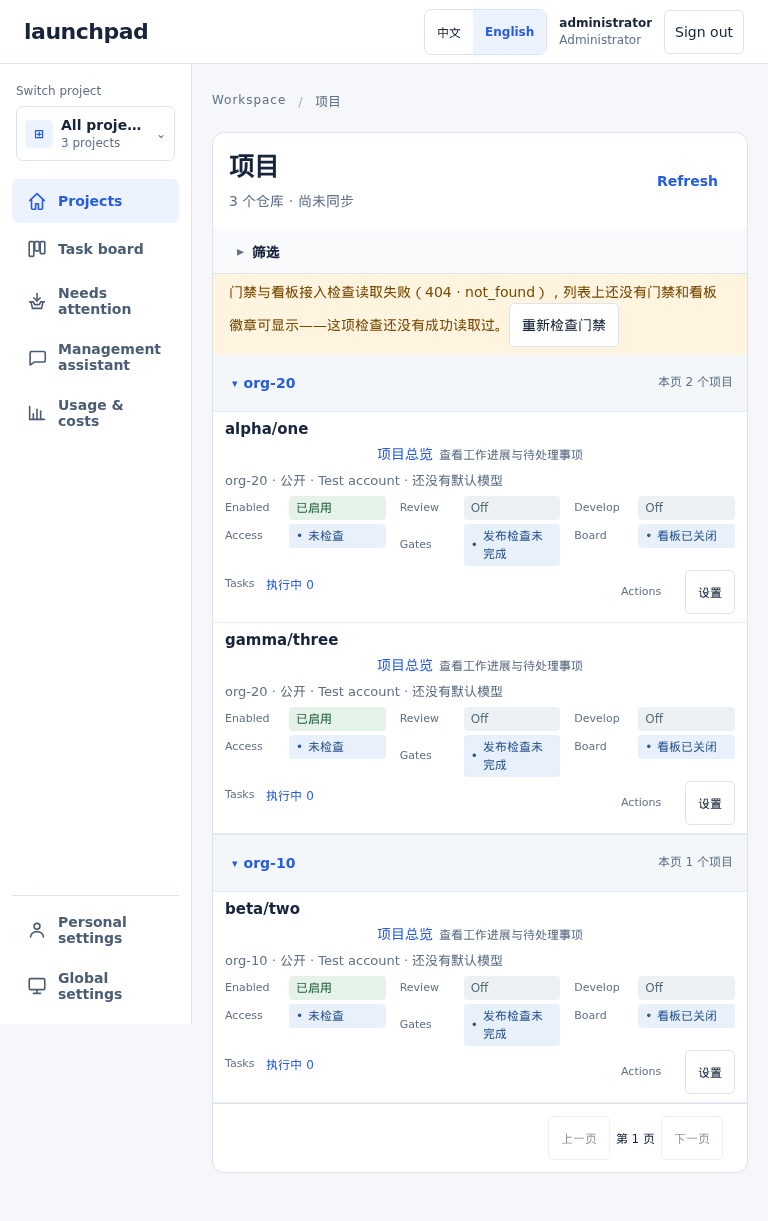 launchpad
中文
English
administrator
Administrator
Sign out
Switch project
All proje…
3 projects
Projects
Task board
Needs
attention
Management
assistant
Usage &
costs
Personal
settings
Global
settings
Workspace / 项目
项目
3 个仓库 · 尚未同步
Refresh
▸ 筛选
门禁与看板接入检查读取失败（404 · not_found），列表上还没有门禁和看板
徽章可显示——这项检查还没有成功读取过。 重新检查门禁
▾ org-20 本页 2 个项目
alpha/one
项目总览 查看工作进展与待处理事项
org-20 · 公开 · Test account · 还没有默认模型
Enabled 已启用 Review Off Develop Off
Access • 未检查 Gates • 发布检查未
完成
Board • 看板已关闭
Tasks 执行中 0 Actions 设置
gamma/three
项目总览 查看工作进展与待处理事项
org-20 · 公开 · Test account · 还没有默认模型
Enabled 已启用 Review Off Develop Off
Access • 未检查 Gates • 发布检查未
完成
Board • 看板已关闭
Tasks 执行中 0 Actions 设置
▾ org-10 本页 1 个项目
beta/two
项目总览 查看工作进展与待处理事项
org-10 · 公开 · Test account · 还没有默认模型
Enabled 已启用 Review Off Develop Off
Access • 未检查 Gates • 发布检查未
完成
Board • 看板已关闭
Tasks 执行中 0 Actions 设置
上一页 第 1 页 下一页